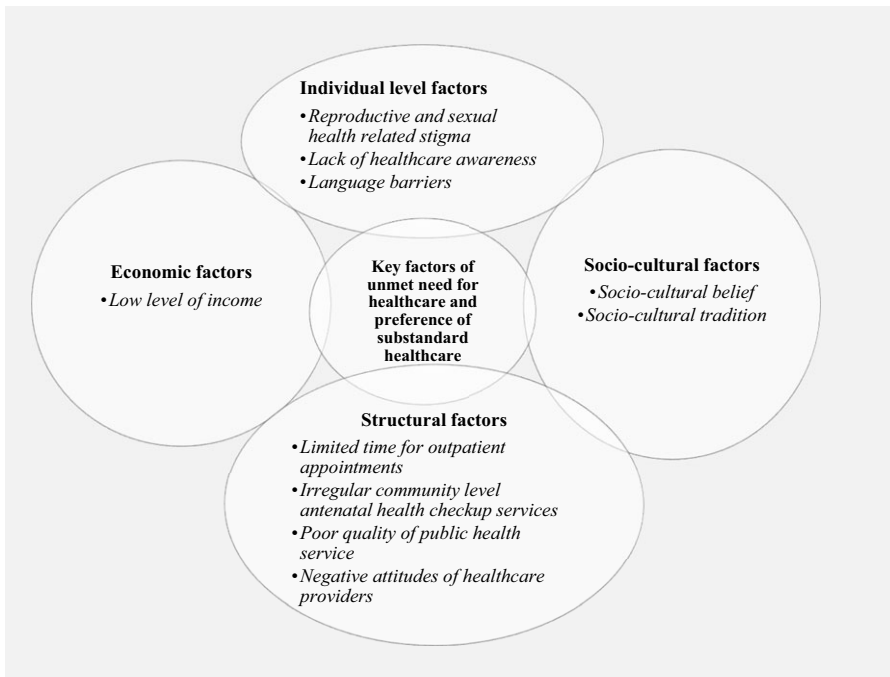 Individual level factors
•Reproductive and sexual
health related stigma
•Lack of healthcare awareness
•Language barriers
Economic factors
•Low level of income
Key factors of
unmet need for
healthcare and
preference of
substandard
healthcare
Socio-cultural factors
•Socio-cultural belief
•Socio-cultural tradition
Structural factors
•Limited time for outpatient
appointments
•Irregular community level
antenatal health checkup services
•Poor quality of public health
service
•Negative attitudes of healthcare
providers